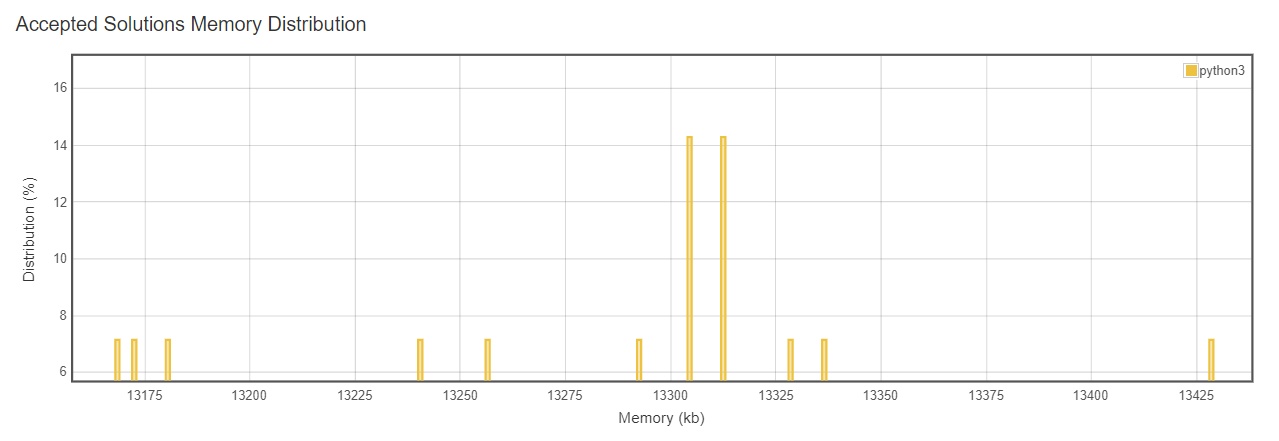 Accepted Solutions Memory Distribution
python3
16
14
12
10
8
6
Distribution (%)
13175 13200 13225 13250 13275 13300 13325 13350 13375 13400 13425
Memory (kb)